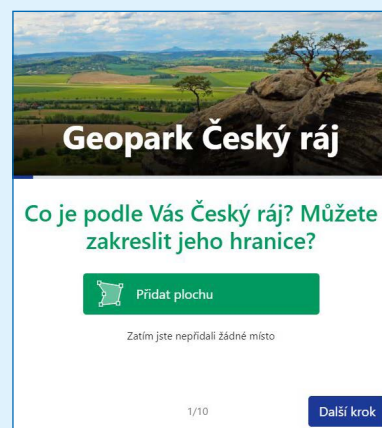 Geopark Český ráj
Co je podle Vás Český ráj? Můžete
zakreslit jeho hranice?
Přidat plochu
Zatím jste nepřidali žádné místo
1/10
Další krok